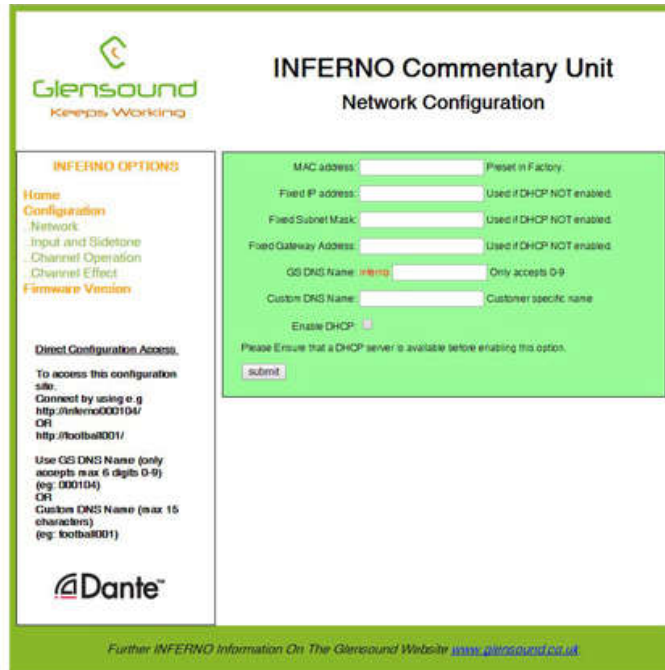 Glensound
Keeps Working
INFERNO Commentary Unit
Network Configuration
INFERNO OPTIONS
Home
Configuration
..Network
..Input and Sidetone
..Channel Operation
..Channel Effect
Firmware Version
Direct Configuration Access.
To access this configuration
site.
Connect by using e.g
http://inferno000104/
OR
http://football001/
Use GS DNS Name (only
accepts max 6 digits 0-9)
(eg: 000104)
OR
Custom DNS Name (max 15
characters)
(eg: football001)
Dante™
MAC address: Preset in Factory.
Fixed IP address: Used if DHCP NOT enabled.
Fixed Subnet Mask: Used if DHCP NOT enabled.
Fixed Gateway Address: Used if DHCP NOT enabled.
GS DNS Name: inferno Only accepts 0-9
Custom DNS Name: Customer specific name
Enable DHCP:
Please Ensure that a DHCP server is available before enabling this option.
submit
Further INFERNO Information On The Glensound Website www.glensound.co.uk